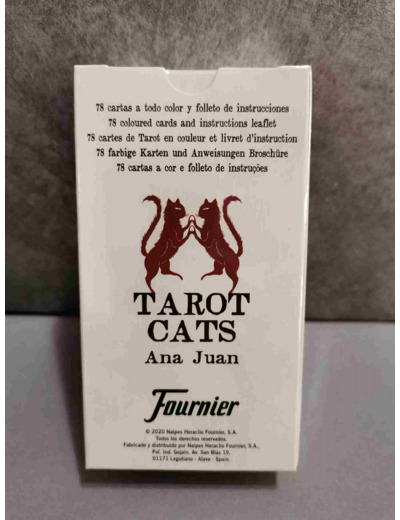 78 cartas a todo color y folleto de instrucciones
78 coloured cards and instructions leaflet
78 cartes de Tarot en couleur et livret d'instruction
78 farbige Karten und Anweisungen Broschüre
78 cartas a cor e folleto de instruções
TAROT
CATS
Ana Juan
Fournier
© 2020 Naipes Heraclio Fournier, S.A.
Todos los derechos reservados.
Fabricado y distribuido por Naipes Heraclio Fournier, S.A.,
Pol. Ind. Gojain. Av. San Blas 19.
01171 Legutiano - Alava - Spain.